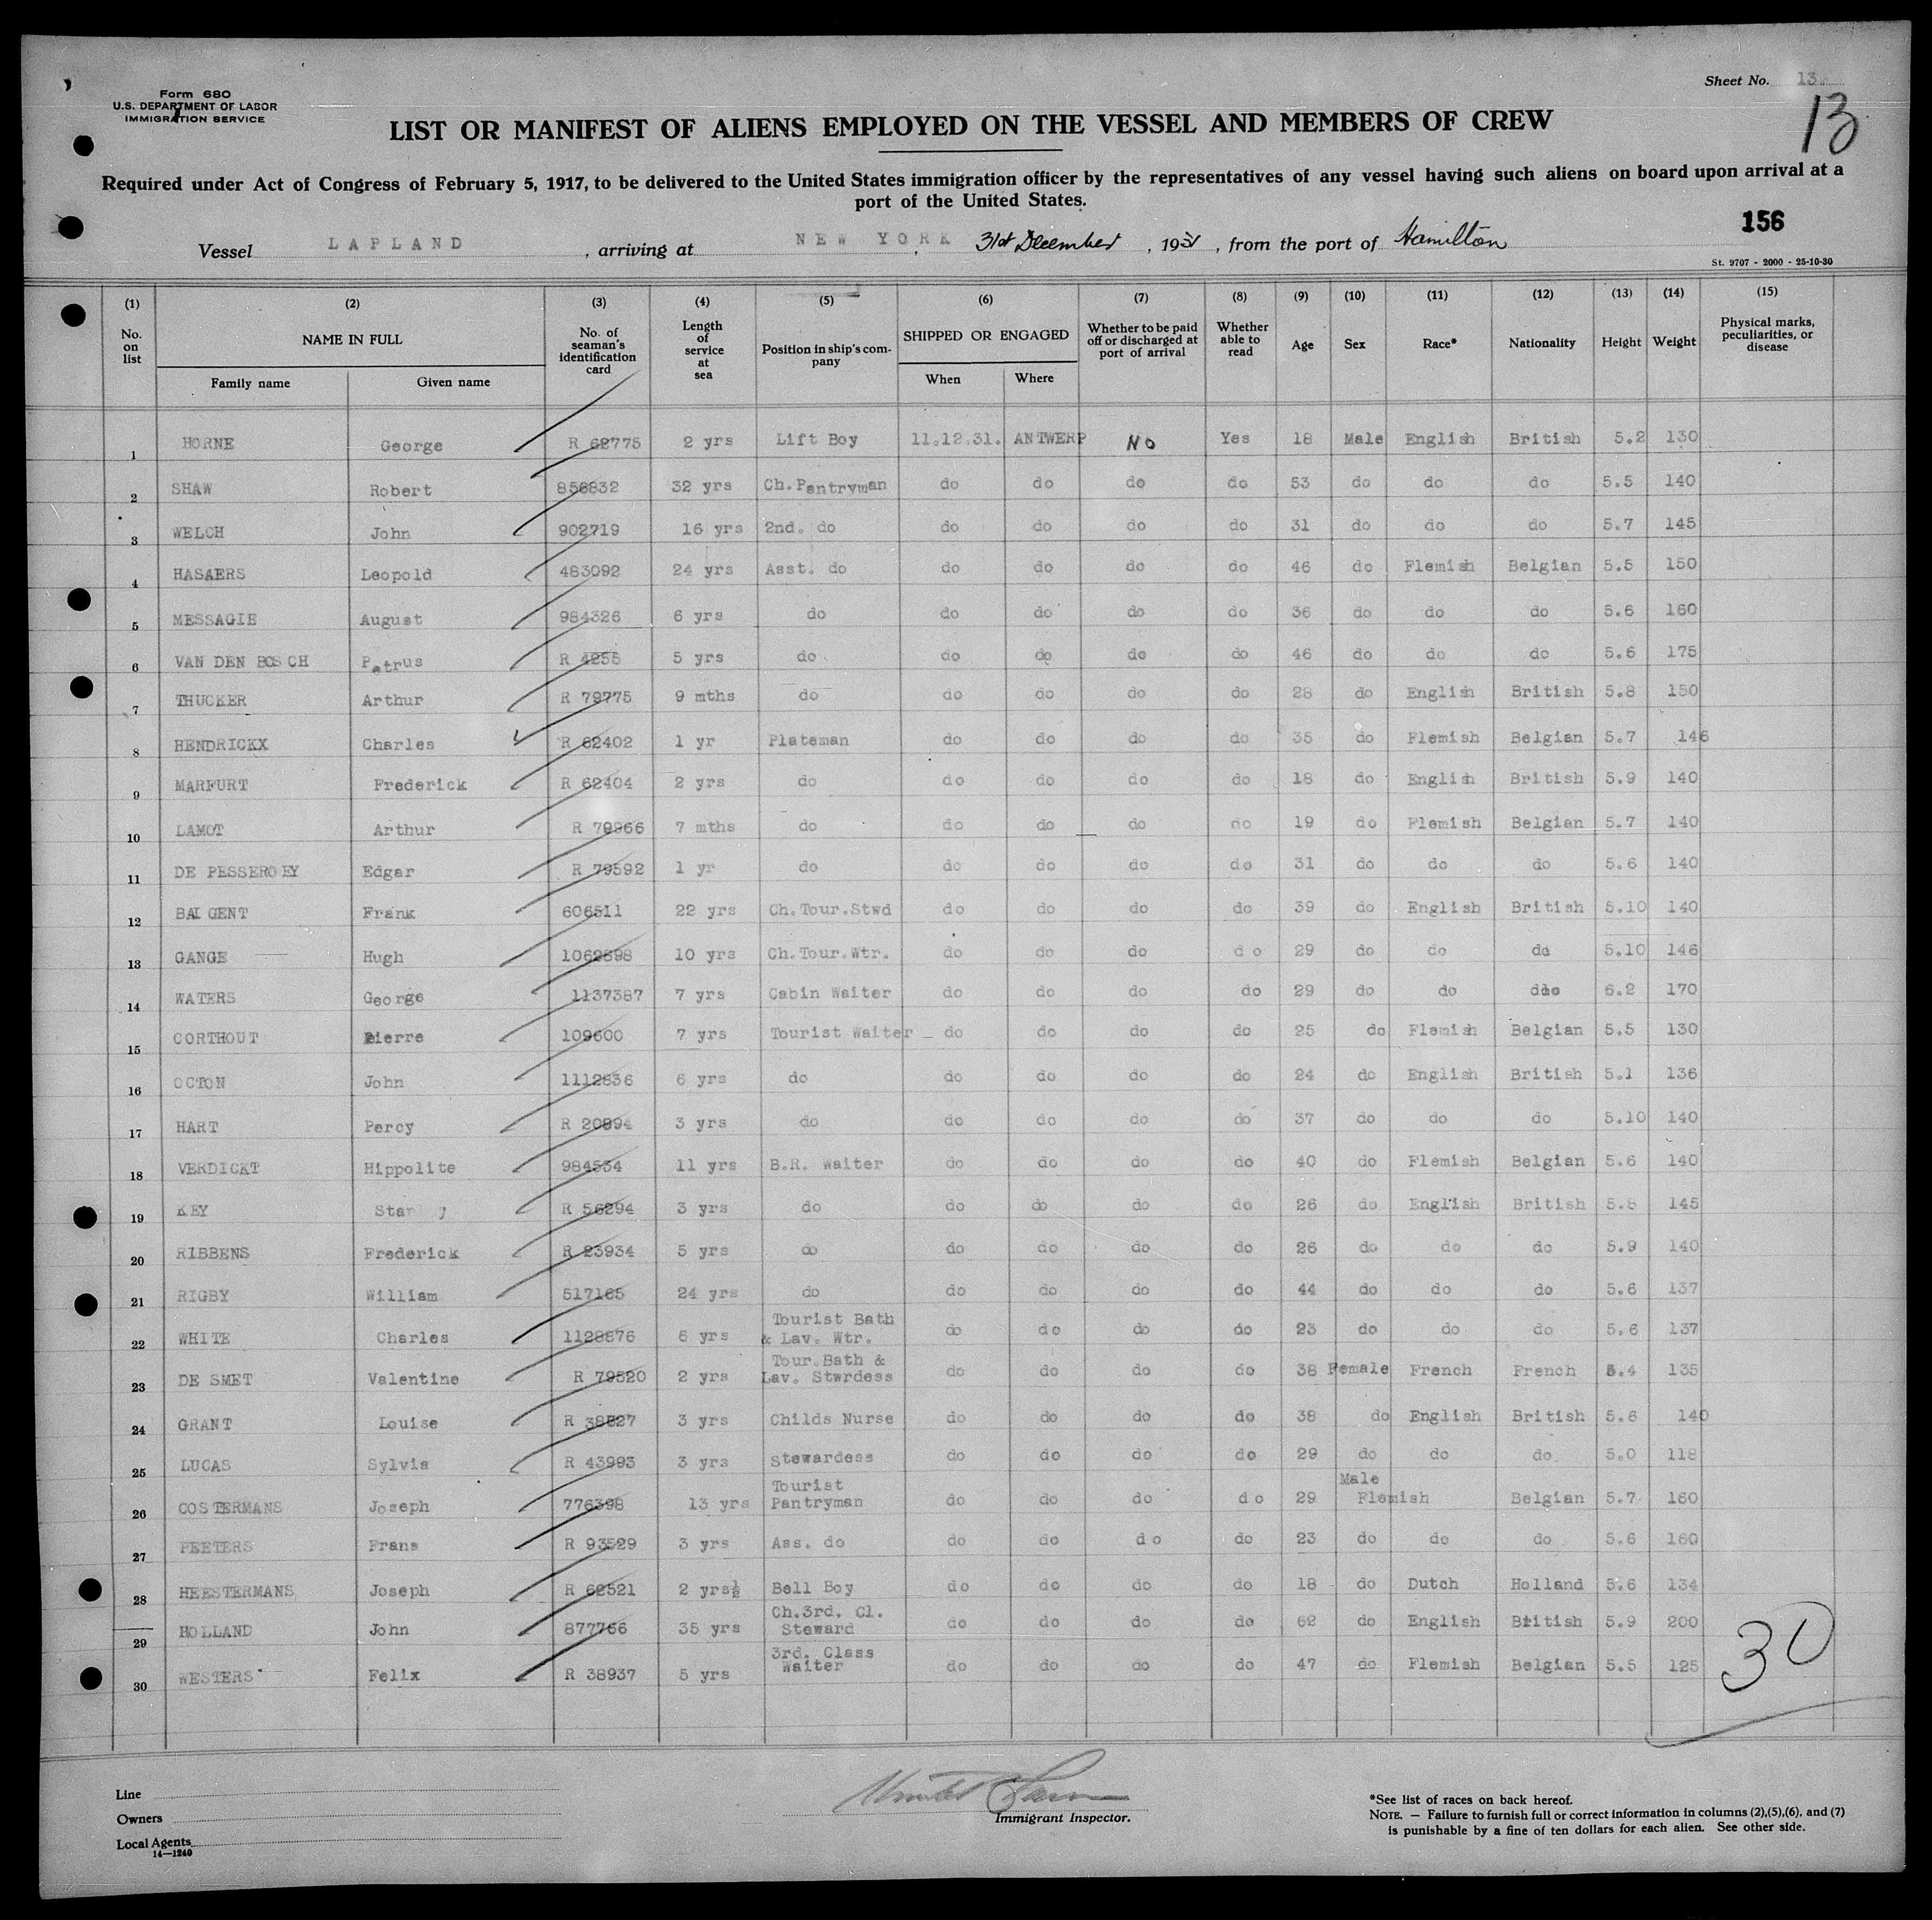 Form 680
U.S. DEPARTMENT OF LABOR
IMMIGRATION SERVICE
Sheet No. 13
13
LIST OR MANIFEST OF ALIENS EMPLOYED ON THE VESSEL AND MEMBERS OF CREW
Required under Act of Congress of February 5, 1917, to be delivered to the United States immigration officer by the representatives of any vessel having such aliens on board upon arrival at a
port of the United States.
156
Vessel LAPLAND , arriving at NEW YORK , 31st December , 1931 , from the port of Hamilton
St. 9707 - 2000 - 25-10-30
(1) (2) (3) (4) (5) (6) (7) (8) (9) (10) (11) (12) (13) (14) (15)
No. on list NAME IN FULL Family name Given name No. of seaman's identification card Length of service at sea Position in ship's company SHIPPED OR ENGAGED When Where Whether to be paid off or discharged at port of arrival Whether able to read Age Sex Race* Nationality Height Weight Physical marks, peculiarities, or disease
1 HORNE George R 62775 2 yrs Lift Boy 11.12.31. ANTWERP NO Yes 18 Male English British 5.2 130
2 SHAW Robert 858832 32 yrs Ch.Pantryman do do do do 53 do do do 5.5 140
3 WELCH John 902719 16 yrs 2nd. do do do do do 31 do do do 5.7 145
4 HASAERS Leopold 483092 24 yrs Asst. do do do do do 46 do Flemish Belgian 5.5 150
5 MESSAGIE August 984326 6 yrs do do do do do 36 do do do 5.6 160
6 VAN DEN BOSCH Petrus R 4255 5 yrs do do do do do 46 do do do 5.6 175
7 THUCKER Arthur R 79775 9 mths do do do do do 28 do English British 5.8 150
8 HENDRICKX Charles R 62402 1 yr Plateman do do do do 35 do Flemish Belgian 5.7 146
9 MARFURT Frederick R 62404 2 yrs do do do do do 18 do English British 5.9 140
10 LAMOT Arthur R 79966 7 mths do do do do do 19 do Flemish Belgian 5.7 140
11 DE PESSEROEY Edgar R 79592 1 yr do do do do do 31 do do do 5.6 140
12 BAIGENT Frank 606511 22 yrs Ch.Tour.Stwd do do do do 39 do English British 5.10 140
13 GANGE Hugh 1062898 10 yrs Ch.Tour.Wtr. do do do do 29 do do do 5.10 146
14 WATERS George 1137387 7 yrs Cabin Waiter do do do do 29 do do do 6.2 170
15 CORTHOUT Pierre 109600 7 yrs Tourist Waiter do do do do 25 do Flemish Belgian 5.5 130
16 OCTON John 1112836 6 yrs do do do do do 24 do English British 5.1 136
17 HART Percy R 20894 3 yrs do do do do do 37 do do do 5.10 140
18 VERDICKT Hippolite 984534 11 yrs B.R. Waiter do do do do 40 do Flemish Belgian 5.6 140
19 KEY R 56294 3 yrs do do do do do 26 do English British 5.8 145
20 RIBBENS Frederick R 23934 5 yrs do do do do do 26 do do do 5.9 140
21 RIGBY William 517165 24 yrs do do do do do 44 do do do 5.6 137
22 WHITE Charles 1128876 6 yrs Tourist Bath & Lav. Wtr. do do do do 23 do do do 5.6 137
23 DE SMET Valentine R 79520 2 yrs Tour.Bath & Lav. Stwrdess do do do do 38 Female French French 5.4 135
24 GRANT Louise R 38827 3 yrs Childs Nurse do do do do 38 do English British 5.6 140
25 LUCAS Sylvia R 43993 3 yrs Stewardess do do do do 29 do do do 5.0 118
26 COSTERMANS Joseph 776398 13 yrs Tourist Pantryman do do do do 29 Male Flemish Belgian 5.7 160
27 PEETERS Frans R 93529 3 yrs Ass. do do do do do 23 do do do 5.6 160
28 HEESTERMANS Joseph R 62521 2 yrs½ Bell Boy do do do do 18 do Dutch Holland 5.6 134
29 HOLLAND John 877766 35 yrs Ch.3rd. Cl. Steward do do do do 62 do English British 5.9 200
30 WESTERS Felix R 38937 5 yrs 3rd. Class Waiter do do do do 47 do Flemish Belgian 5.5 125
30
Line
Owners
Local Agents
14—1240
Immigrant Inspector.
*See list of races on back hereof.
NOTE. — Failure to furnish full or correct information in columns (2),(5),(6), and (7)
is punishable by a fine of ten dollars for each alien. See other side.